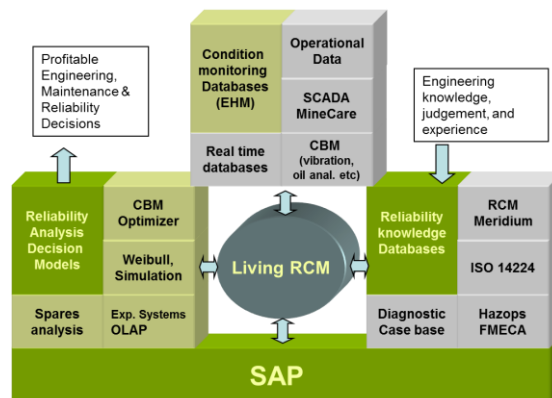 Profitable
Engineering,
Maintenance &
Reliability
Decisions
Condition
monitoring
Databases
(EHM)
Operational
Data
SCADA
MineCare
Real time
databases
CBM
(vibration,
oil anal. etc)
Engineering
knowledge,
judgement, and
experience
Reliability
Analysis
Decision
Models
CBM
Optimizer
Weibull,
Simulation
Spares
analysis
Exp. Systems
OLAP
Living RCM
Reliability
knowledge
Databases
RCM
Meridium
ISO 14224
Diagnostic
Case base
Hazops
FMECA
SAP